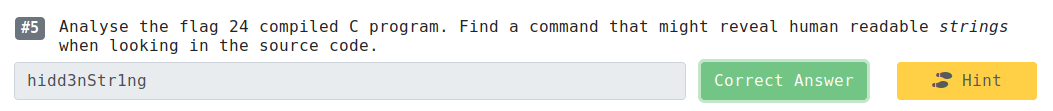 #5 Analyse the flag 24 compiled C program. Find a command that might reveal human readable strings
when looking in the source code.
hidd3nStr1ng Correct Answer Hint